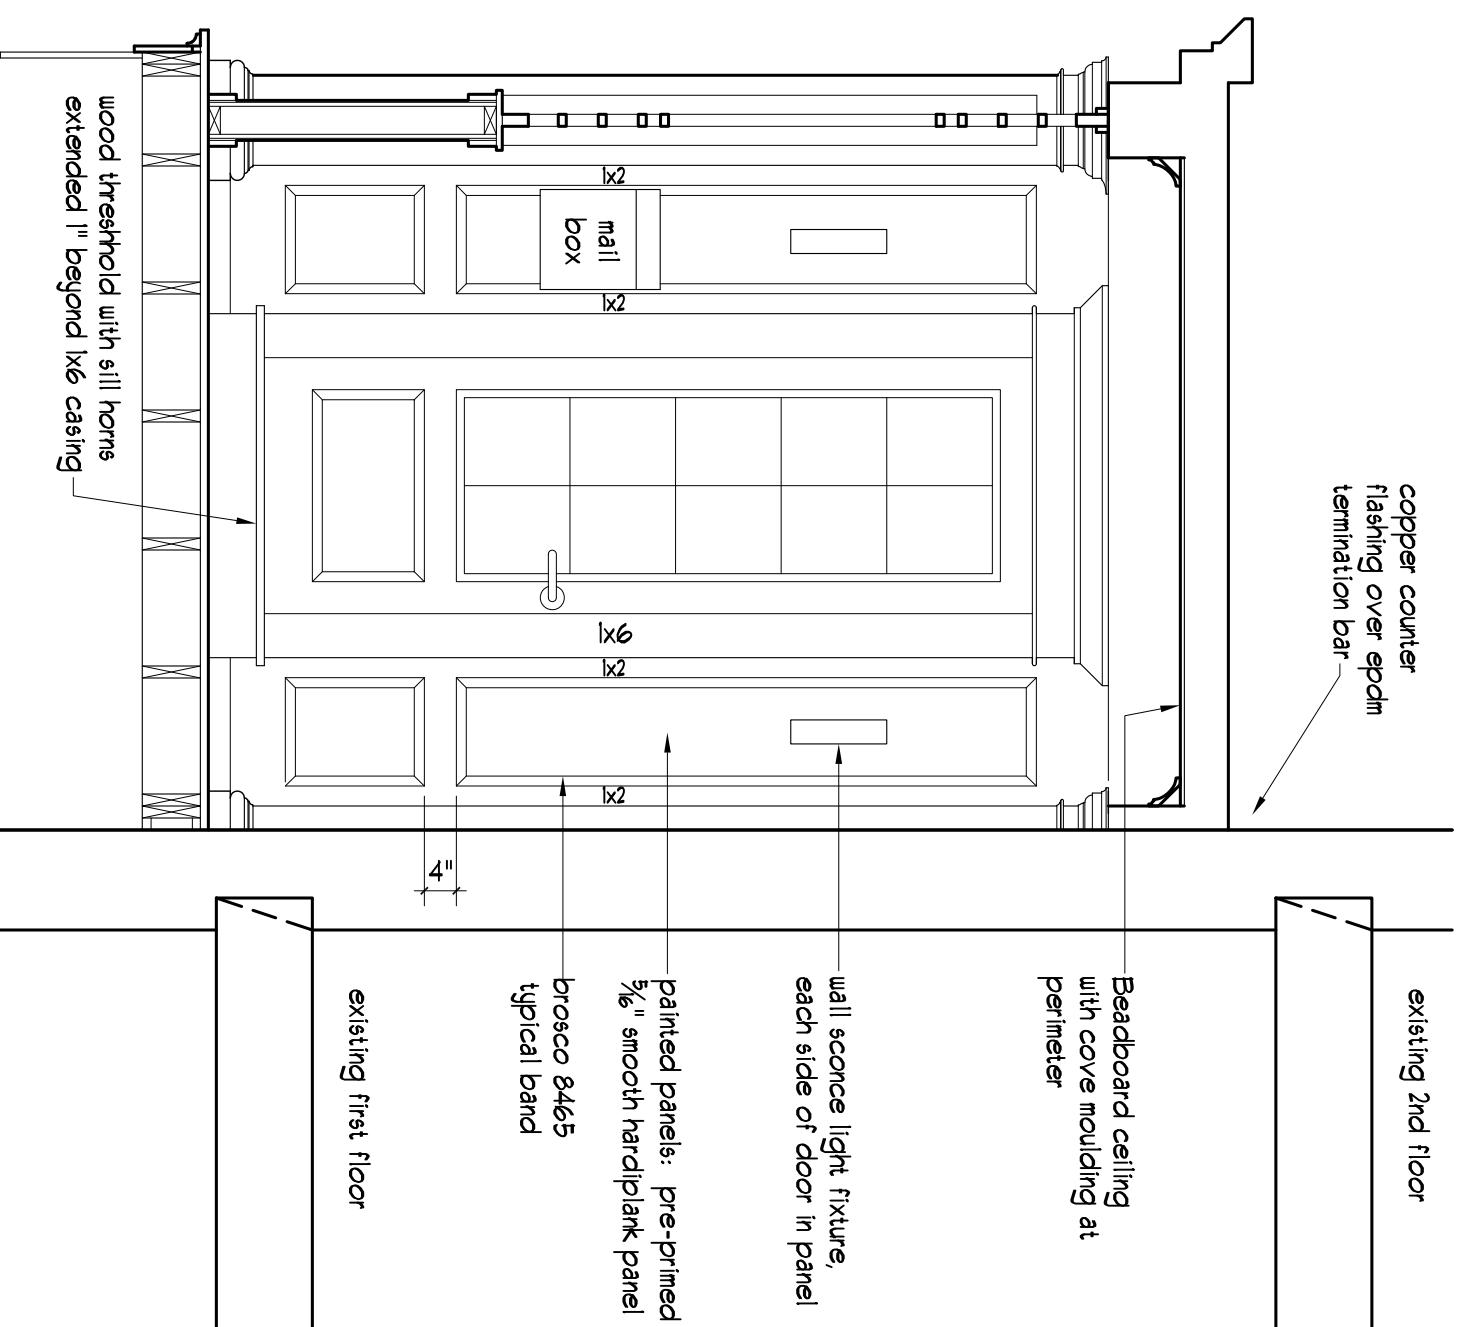 copper counter
flashing over epdm
termination bar
existing 2nd floor
Beadboard ceiling
with cove moulding at
perimeter
wall sconce light fixture,
each side of door in panel
painted panels: pre-primed
5/16" smooth hardiplank panel
brosco 8465
typical band
existing first floor
4"
1x2
mail
box
1x2
1x6
1x2
1x2
wood threshhold with sill horns
extended 1" beyond 1x6 casing